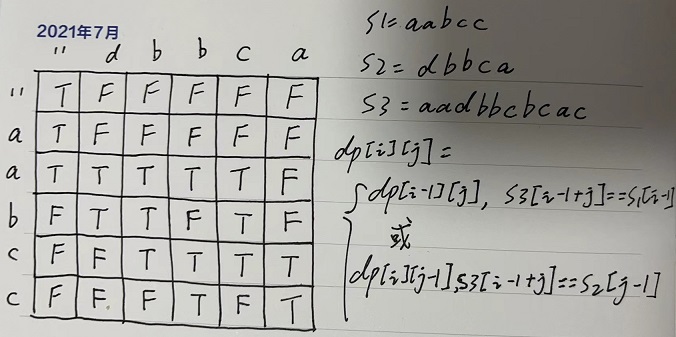 2021年7月
" d b b c a
" T F F F F F
a T F F F F F
a T T T T T F
b F T T F T F
c F F T T T T
c F F F T F T
S1=aabcc
S2=dbbca
S3=aadbbcbcac
dp[i][j]=
dp[i-1][j], S3[i-1+j]==S1[i-1]
或
dp[i][j-1], S3[i-1+j]==S2[j-1]